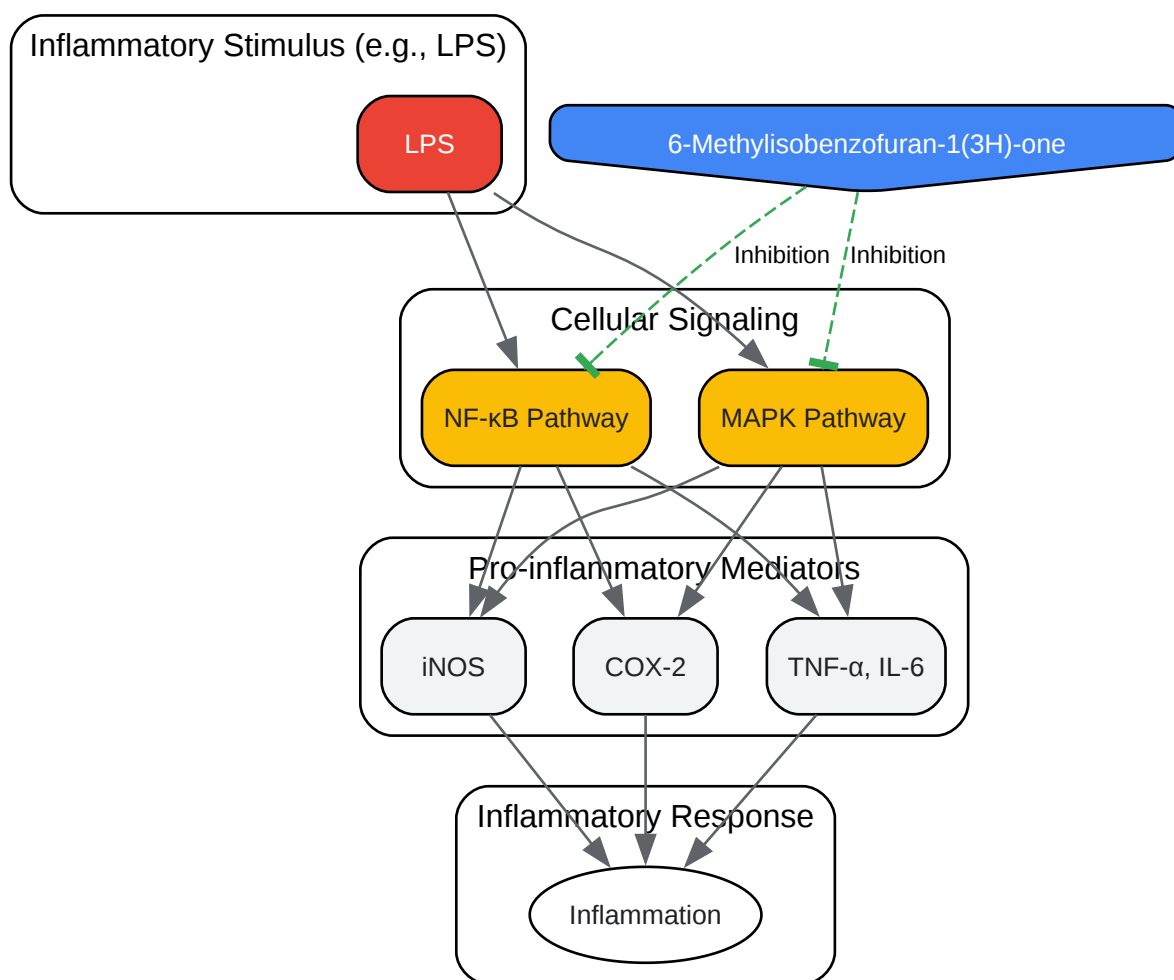 Inflammatory Stimulus (e.g., LPS)
LPS
6-Methylisobenzofuran-1(3H)-one
Inhibition
Inhibition
Cellular Signaling
NF-κB Pathway
MAPK Pathway
Pro-inflammatory Mediators
iNOS
COX-2
TNF-α, IL-6
Inflammatory Response
Inflammation